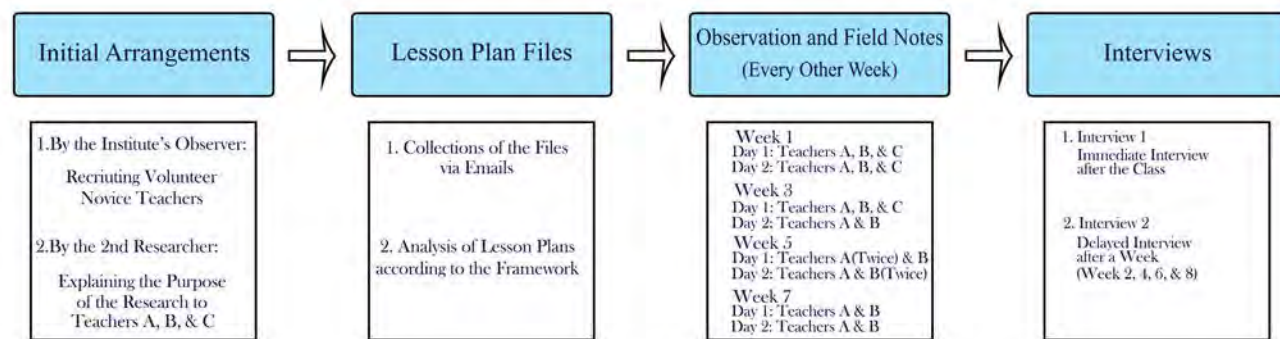 Initial Arrangements
Lesson Plan Files
Observation and Field Notes
(Every Other Week)
Interviews
1.By the Institute's Observer:
Recriuting Volunteer
Novice Teachers
2.By the 2nd Researcher:
Explaining the Purpose
of the Research to
Teachers A, B, & C
1. Collections of the Files
via Emails
2. Analysis of Lesson Plans
according to the Framework
Week 1
Day 1: Teachers A, B, & C
Day 2: Teachers A, B, & C
Week 3
Day 1: Teachers A, B, & C
Day 2: Teachers A & B
Week 5
Day 1: Teachers A(Twice) & B
Day 2: Teachers A & B(Twice)
Week 7
Day 1: Teachers A & B
Day 2: Teachers A & B
1. Interview 1
Immediate Interview
after the Class
2. Interview 2
Delayed Interview
after a Week
(Week 2, 4, 6, & 8)